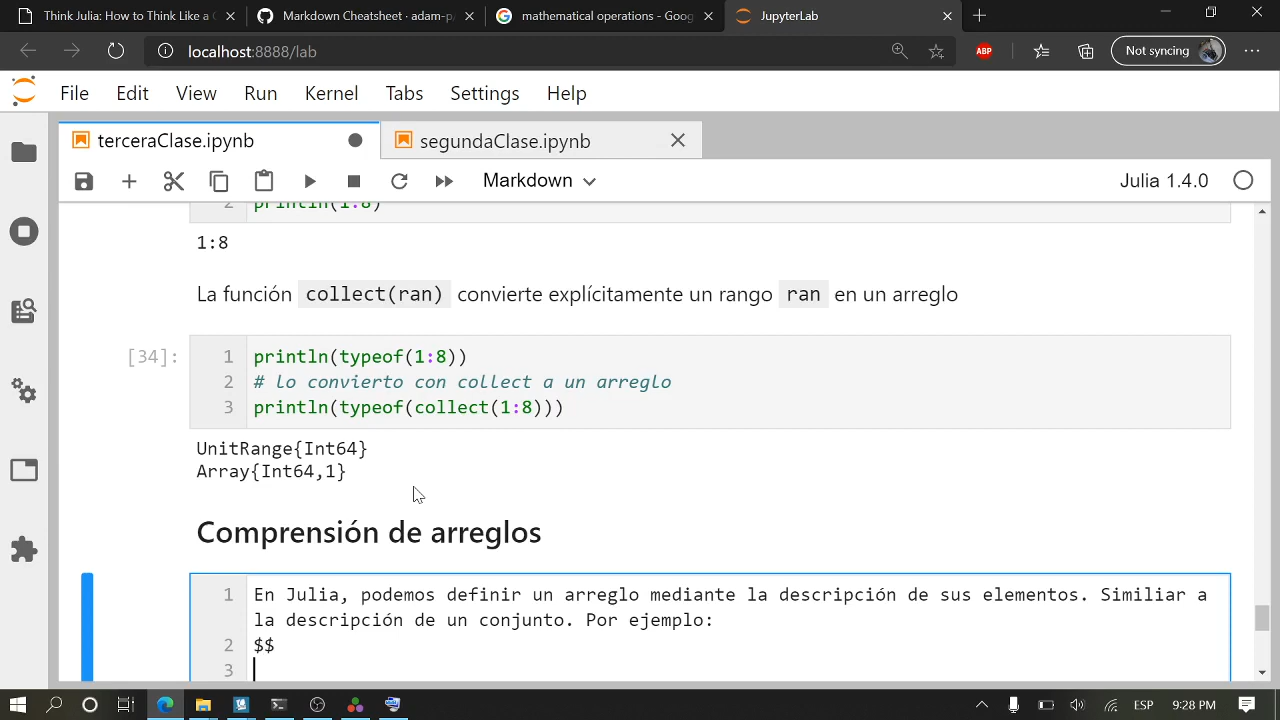 Think Julia: How to Think Like a C
Markdown Cheatsheet · adam-p/
mathematical operations - Goog
JupyterLab
localhost:8888/lab
ABP
Not syncing
File Edit View Run Kernel Tabs Settings Help
terceraClase.ipynb
segundaClase.ipynb
Markdown
Julia 1.4.0
2 println(1:8)
1:8
La función collect(ran) convierte explícitamente un rango ran en un arreglo
[34]: 1 println(typeof(1:8))
2 # lo convierto con collect a un arreglo
3 println(typeof(collect(1:8)))
UnitRange{Int64}
Array{Int64,1}
Comprensión de arreglos
1 En Julia, podemos definir un arreglo mediante la descripción de sus elementos. Similiar a
la descripción de un conjunto. Por ejemplo:
2 $$
3
ESP 9:28 PM